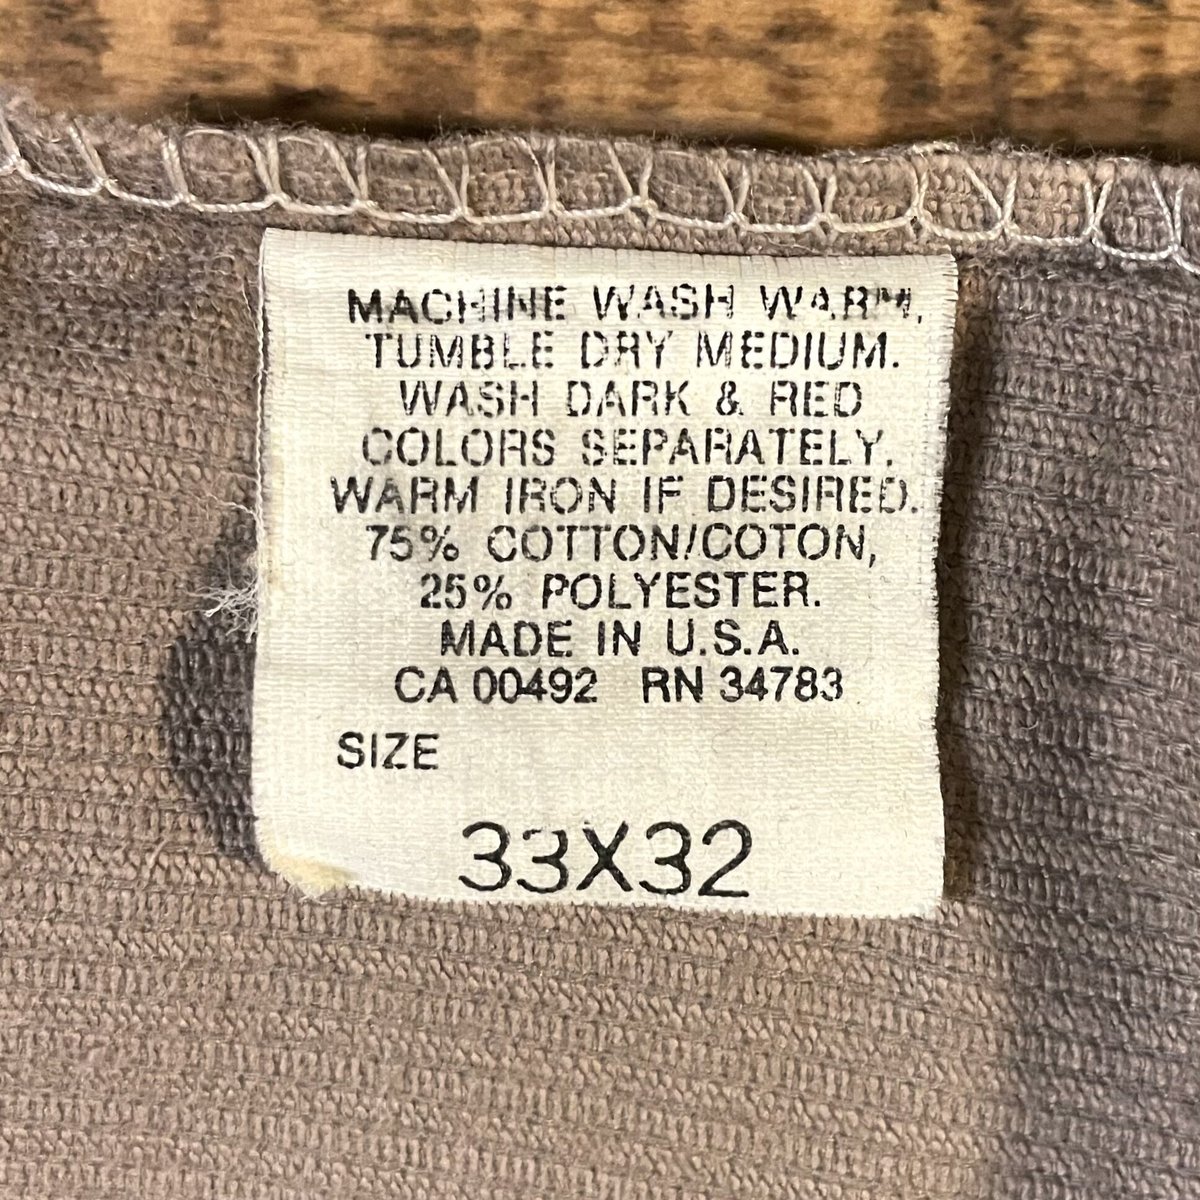 MACHINE WASH WARM,
TUMBLE DRY MEDIUM.
WASH DARK & RED
COLORS SEPARATELY.
WARM IRON IF DESIRED.
75% COTTON/COTON,
25% POLYESTER.
MADE IN U.S.A.
CA 00492 RN 34783
SIZE
33X32